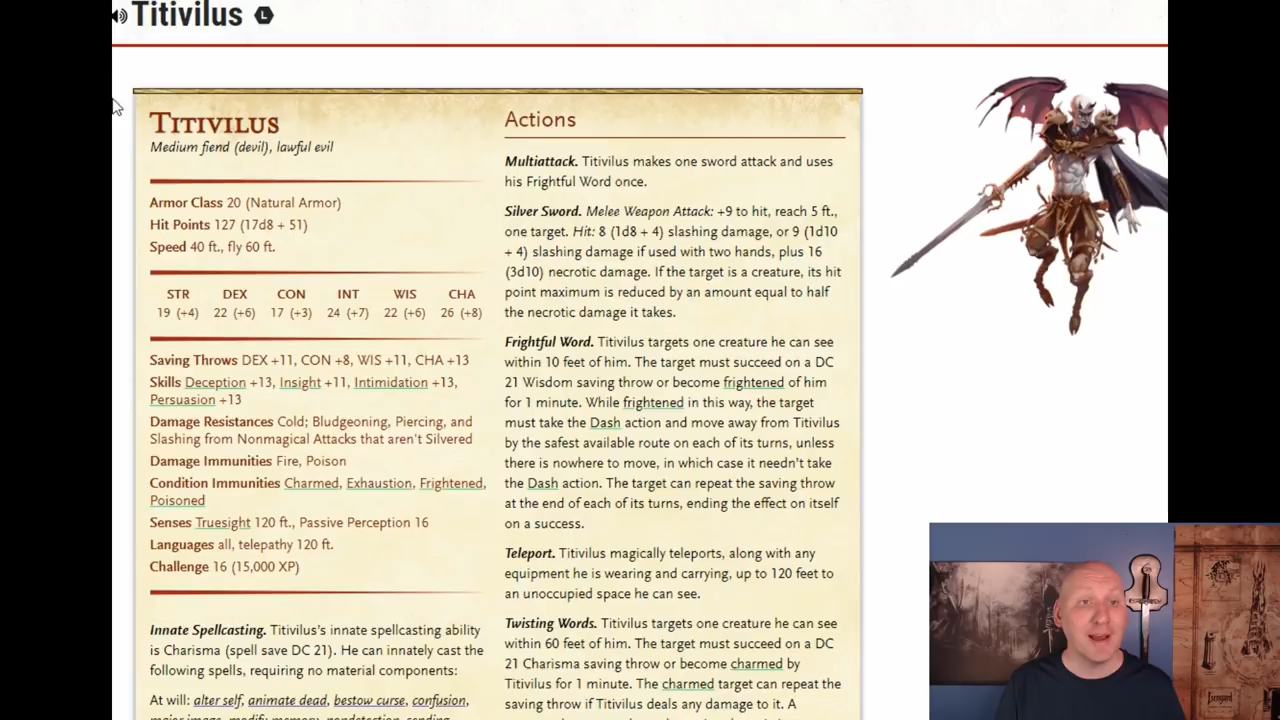 Titivilus L
TITIVILUS
Medium fiend (devil), lawful evil
Armor Class 20 (Natural Armor)
Hit Points 127 (17d8 + 51)
Speed 40 ft., fly 60 ft.
STR DEX CON INT WIS CHA
19 (+4) 22 (+6) 17 (+3) 24 (+7) 22 (+6) 26 (+8)
Saving Throws DEX +11, CON +8, WIS +11, CHA +13
Skills Deception +13, Insight +11, Intimidation +13,
Persuasion +13
Damage Resistances Cold; Bludgeoning, Piercing, and
Slashing from Nonmagical Attacks that aren't Silvered
Damage Immunities Fire, Poison
Condition Immunities Charmed, Exhaustion, Frightened,
Poisoned
Senses Truesight 120 ft., Passive Perception 16
Languages all, telepathy 120 ft.
Challenge 16 (15,000 XP)
Innate Spellcasting. Titivilus's innate spellcasting ability
is Charisma (spell save DC 21). He can innately cast the
following spells, requiring no material components:
At will: alter self, animate dead, bestow curse, confusion,
major image, modify memory, nondetection, sending,
Actions
Multiattack. Titivilus makes one sword attack and uses
his Frightful Word once.
Silver Sword. Melee Weapon Attack: +9 to hit, reach 5 ft.,
one target. Hit: 8 (1d8 + 4) slashing damage, or 9 (1d10
+ 4) slashing damage if used with two hands, plus 16
(3d10) necrotic damage. If the target is a creature, its hit
point maximum is reduced by an amount equal to half
the necrotic damage it takes.
Frightful Word. Titivilus targets one creature he can see
within 10 feet of him. The target must succeed on a DC
21 Wisdom saving throw or become frightened of him
for 1 minute. While frightened in this way, the target
must take the Dash action and move away from Titivilus
by the safest available route on each of its turns, unless
there is nowhere to move, in which case it needn't take
the Dash action. The target can repeat the saving throw
at the end of each of its turns, ending the effect on itself
on a success.
Teleport. Titivilus magically teleports, along with any
equipment he is wearing and carrying, up to 120 feet to
an unoccupied space he can see.
Twisting Words. Titivilus targets one creature he can see
within 60 feet of him. The target must succeed on a DC
21 Charisma saving throw or become charmed by
Titivilus for 1 minute. The charmed target can repeat the
saving throw if Titivilus deals any damage to it. A
Isengard